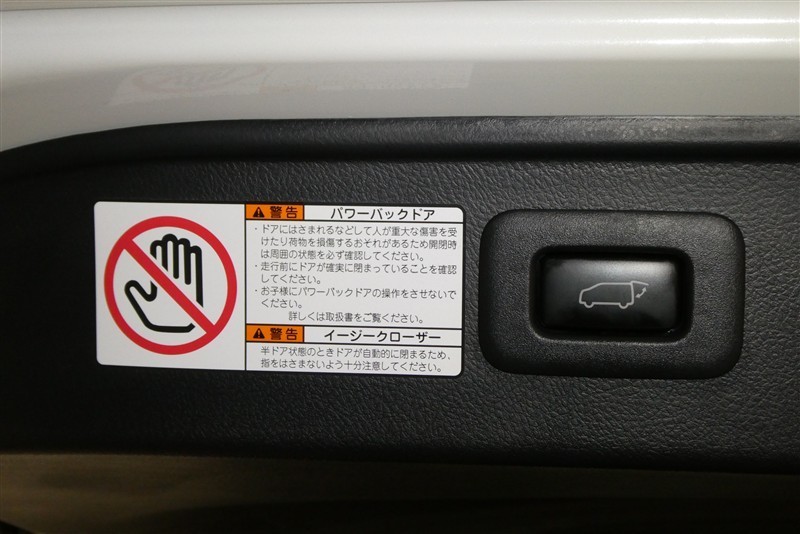 警告 パワーバックドア
・ドアにはさまれるなどして人が重大な傷害を受
けたり荷物を損傷するおそれがあるため開閉時
は周囲の状態を必ず確認してください。
・走行前にドアが確実に閉まっていることを確認
してください。
・お子様にパワーバックドアの操作をさせないで
ください。
詳しくは取扱書をご覧ください。
警告 イージークローザー
半ドア状態のときドアが自動的に閉まるため、
指をはさまないよう十分注意してください。